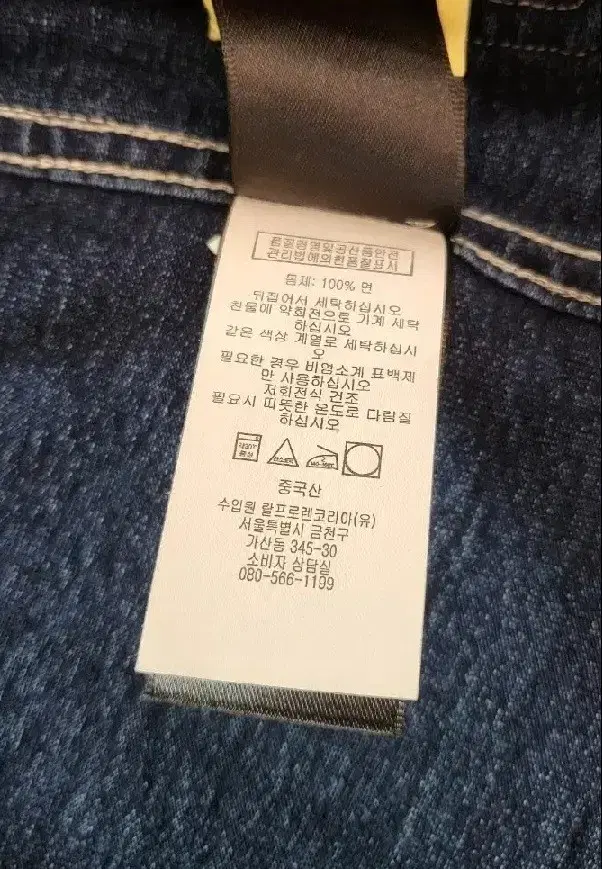 품질경영및공산품안전
관리법에의한품질표시
몸체: 100% 면
뒤집어서 세탁하십시오
찬물에 약회전으로 기계 세탁
하십시오
같은 색상 계열로 세탁하십시
오
필요한 경우 비염소계 표백제
만 사용하십시오
저회전식 건조
필요시 따뜻한 온도로 다림질
하십시오
중국산
수입원 랄프로렌코리아(유)
서울특별시 금천구
가산동 345-30
소비자 상담실
080-566-1199